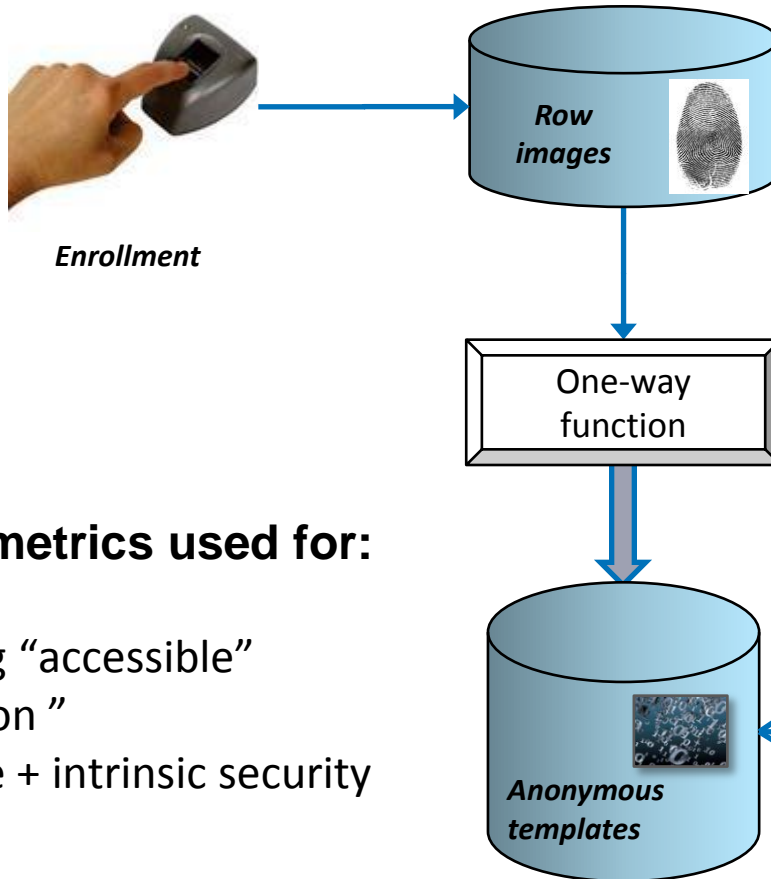 Row
images
Enrollment
One-way
function
metrics used for:
g “accessible”
on ”
e + intrinsic security
Anonymous
templates